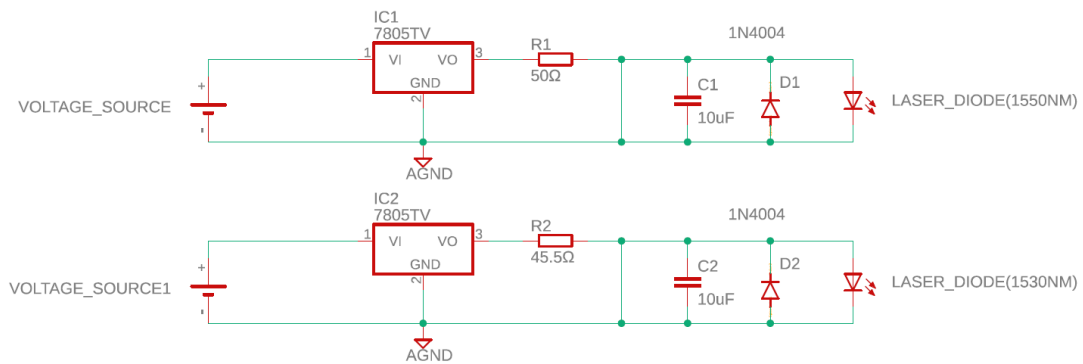 IC1
7805TV
1N4004
1
VI
VO
3
R1
GND
50Ω
C1
D1
VOLTAGE_SOURCE
+
-
2
10uF
LASER_DIODE(1550NM)
AGND
IC2
7805TV
1N4004
1
VI
VO
3
R2
GND
45.5Ω
C2
D2
VOLTAGE_SOURCE1
+
-
2
10uF
LASER_DIODE(1530NM)
AGND